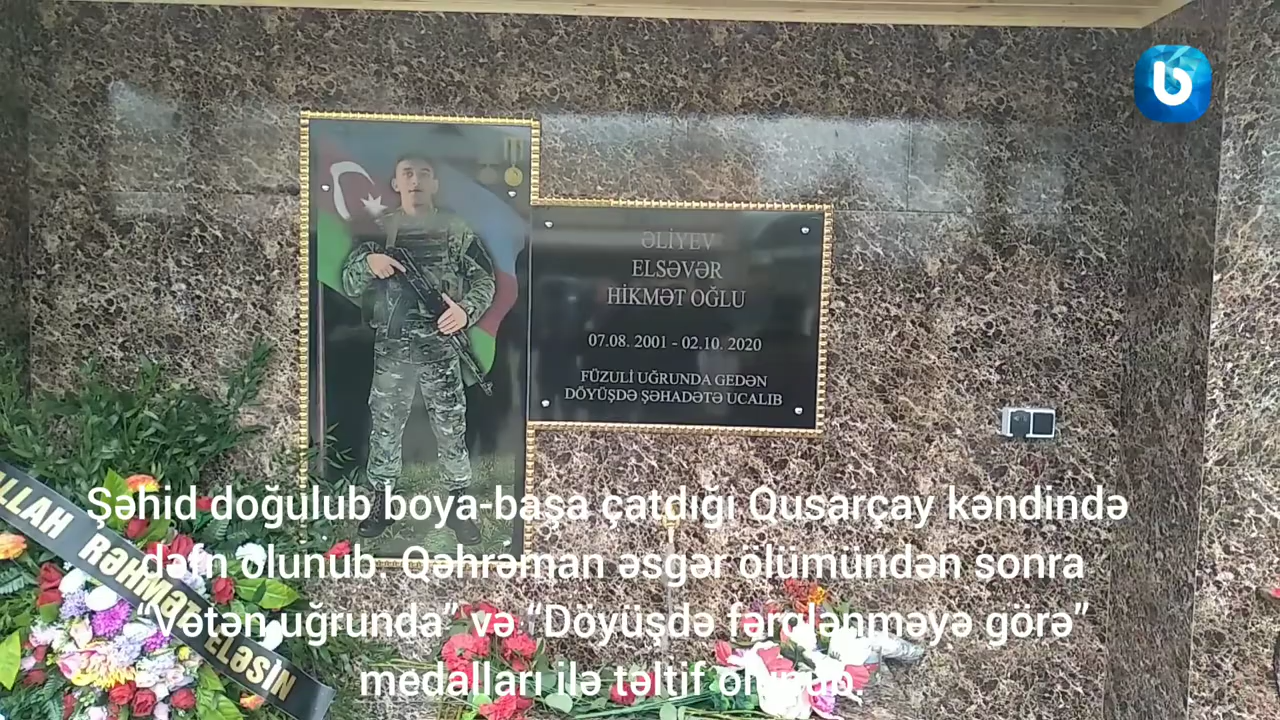 ƏLİYEV
ELSƏVƏR
HİKMƏT OĞLU
07.08. 2001 - 02.10. 2020
FÜZULİ UĞRUNDA GEDƏN
DÖYÜŞDƏ ŞƏHADƏTƏ UCALIB
LLAH RƏHMƏT ELƏSİN
Şəhid doğulub boya-başa çatdığı Qusarçay kəndində
dəfn olunub. Qəhrəman əsgər ölümündən sonra
“Vətən uğrunda” və “Döyüşdə fərqlənməyə görə”
medalları ilə təltif olunub.
b